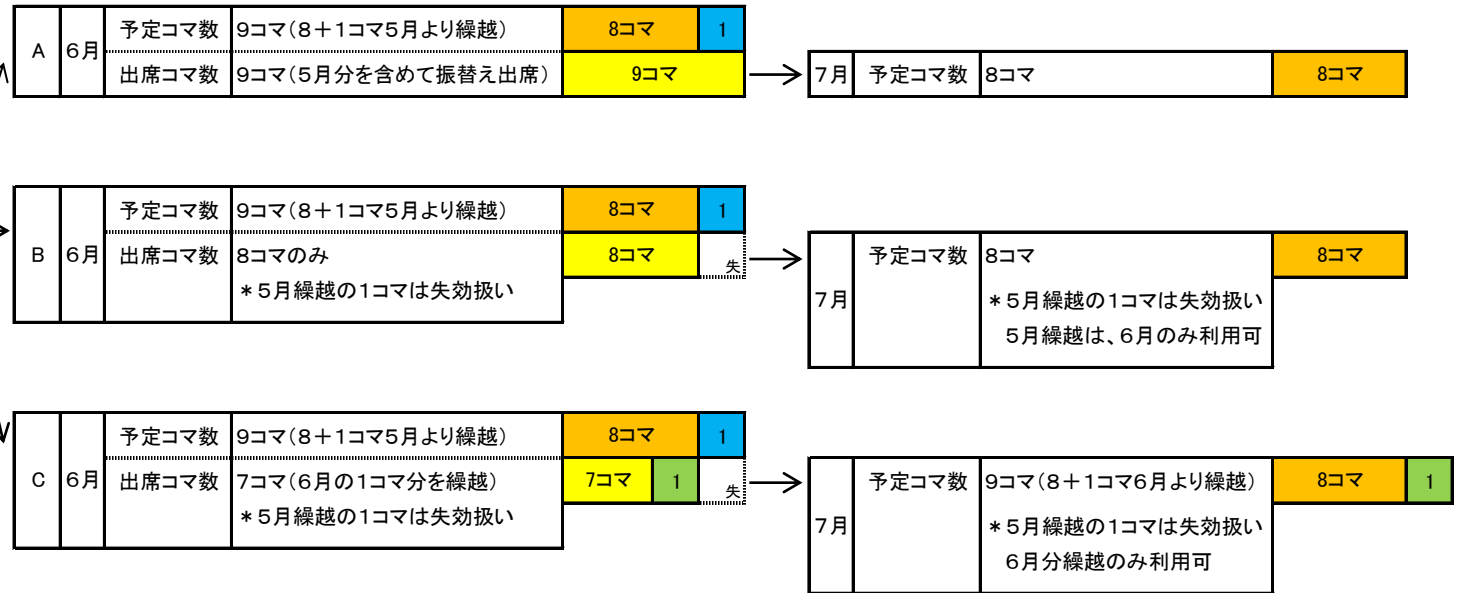 A 6月 予定コマ数 9コマ(8+1コマ5月より繰越) 8コマ 1
出席コマ数 9コマ(5月分を含めて振替え出席) 9コマ
7月 予定コマ数 8コマ 8コマ
B 6月 予定コマ数 9コマ(8+1コマ5月より繰越) 8コマ 1
出席コマ数 8コマのみ 8コマ 失
*5月繰越の1コマは失効扱い
7月 予定コマ数 8コマ 8コマ
*5月繰越の1コマは失効扱い
5月繰越は、6月のみ利用可
C 6月 予定コマ数 9コマ(8+1コマ5月より繰越) 8コマ 1
出席コマ数 7コマ(6月の1コマ分を繰越) 7コマ 1 失
*5月繰越の1コマは失効扱い
7月 予定コマ数 9コマ(8+1コマ6月より繰越) 8コマ 1
*5月繰越の1コマは失効扱い
6月分繰越のみ利用可